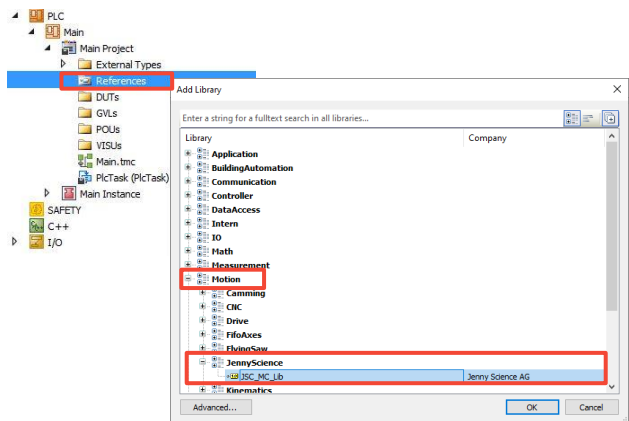 PLC
Main
Main Project
External Types
References
DUTs
GVLs
POUs
VISUs
Main.tmc
PlcTask (PlcTask)
Main Instance
SAFETY
C++
I/O
Add Library
Enter a string for a fulltext search in all libraries...
Library Company
Application
BuildingAutomation
Communication
Controller
DataAccess
Intern
IO
Math
Measurement
Motion
Camming
CNC
Drive
FifoAxes
FlyingSaw
JennyScience
JSC_MC_Lib Jenny Science AG
Kinematics
Advanced... OK Cancel